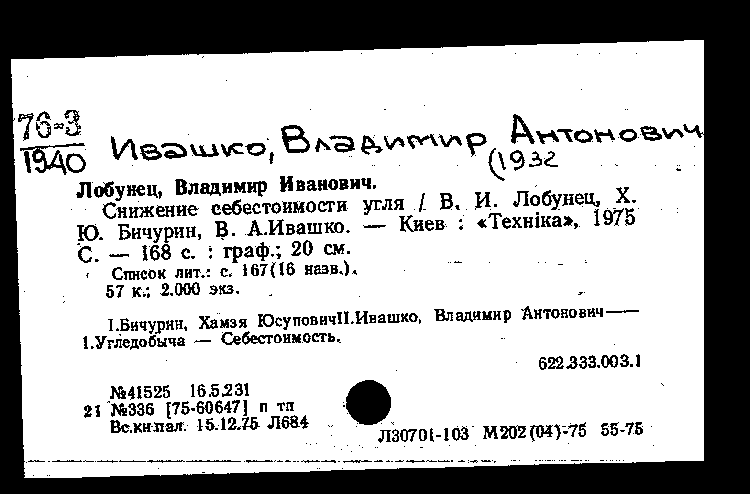 76-3
1940
Ивашко, Владимир Антонович
(1932
Лобунец, Владимир Иванович.
Снижение себестоимости угля / В. И. Лобунец, Х.
Ю. Бичурин, В. А.Ивашко. — Киев : «Технiка», 1975
С. — 168 с. : граф.; 20 см.
Список лит.: с. 167(16 назв.).
57 к.; 2.000 экз.
I.Бичурин, Хамзя ЮсуповичII.Ивашко, Владимир Антонович——
1.Угледобыча — Себестоимость.
622.333.003.1
№41525 16.5.231
21 №336 [75-60647] п тп
Вс.кн.пал. 15.12.75 Л684
Л30701-103 М202(04)-75 55-75